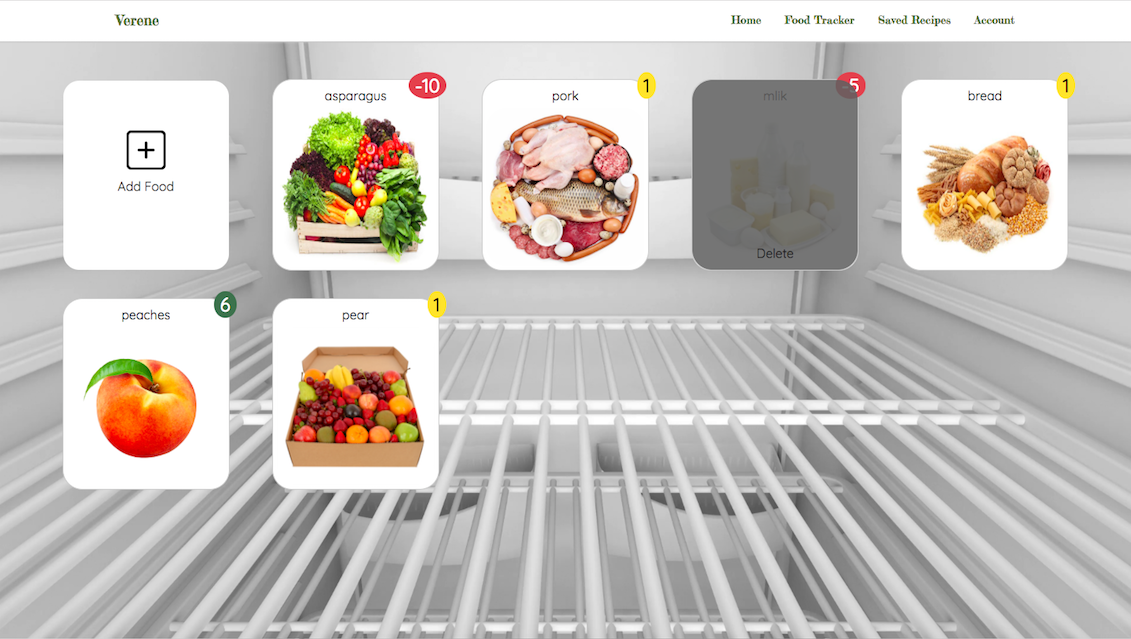 Verene
Home Food Tracker Saved Recipes Account
Add Food
asparagus
-10
pork
1
mlik
-5
Delete
bread
1
peaches
6
pear
1